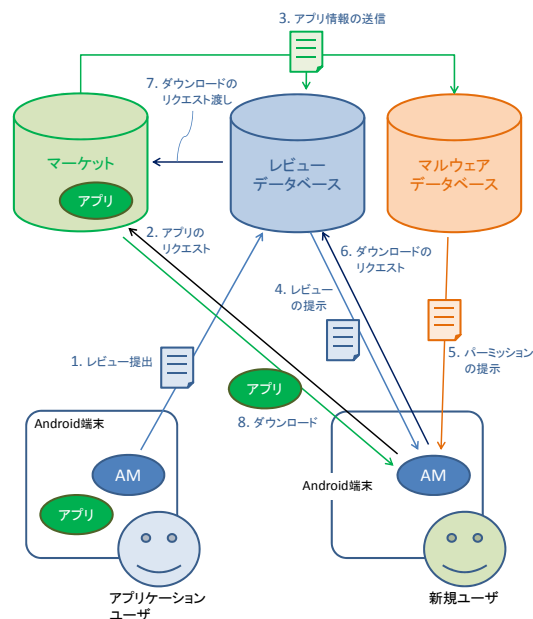 3. アプリ情報の送信
7. ダウンロードの
リクエスト渡し
マーケット
アプリ
レビュー
データベース
マルウェア
データベース
2. アプリの
リクエスト
6. ダウンロードの
リクエスト
4. レビュー
の提示
5. パーミッション
の提示
1. レビュー提出
アプリ
8. ダウンロード
Android端末
AM
アプリ
アプリケーション
ユーザ
Android端末
AM
新規ユーザ